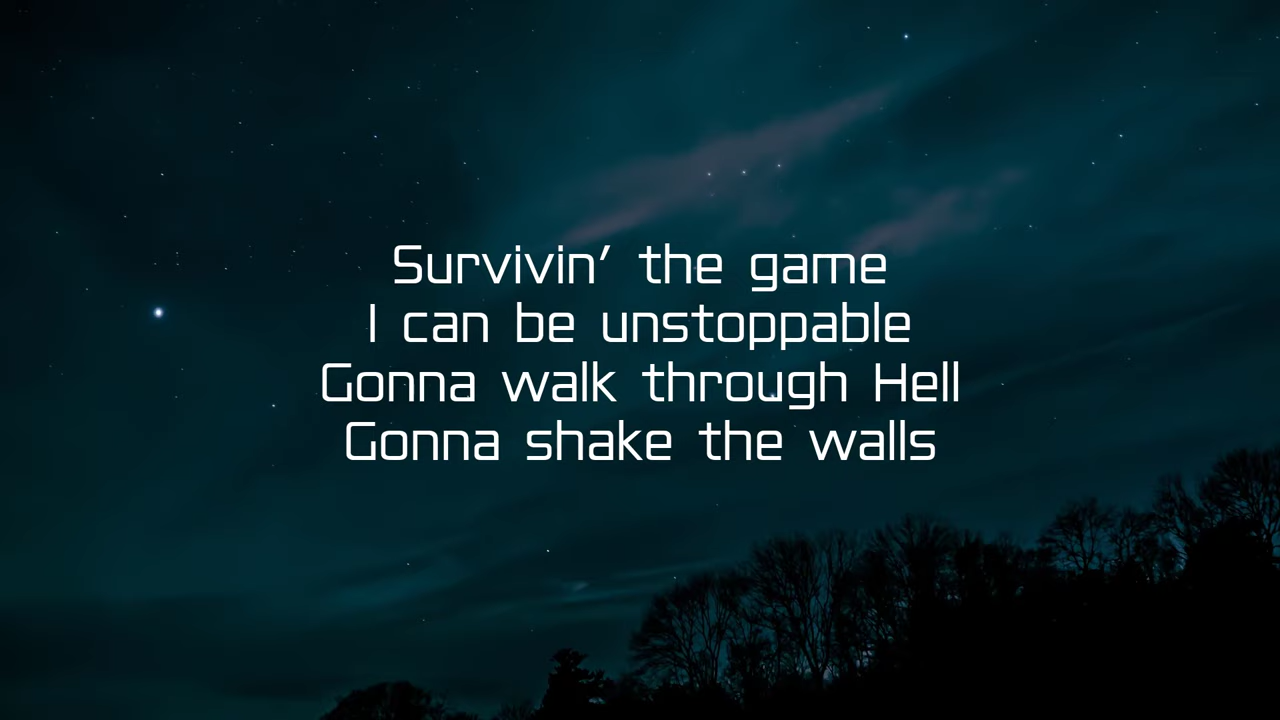 Survivin’ the game
I can be unstoppable
Gonna walk through Hell
Gonna shake the walls